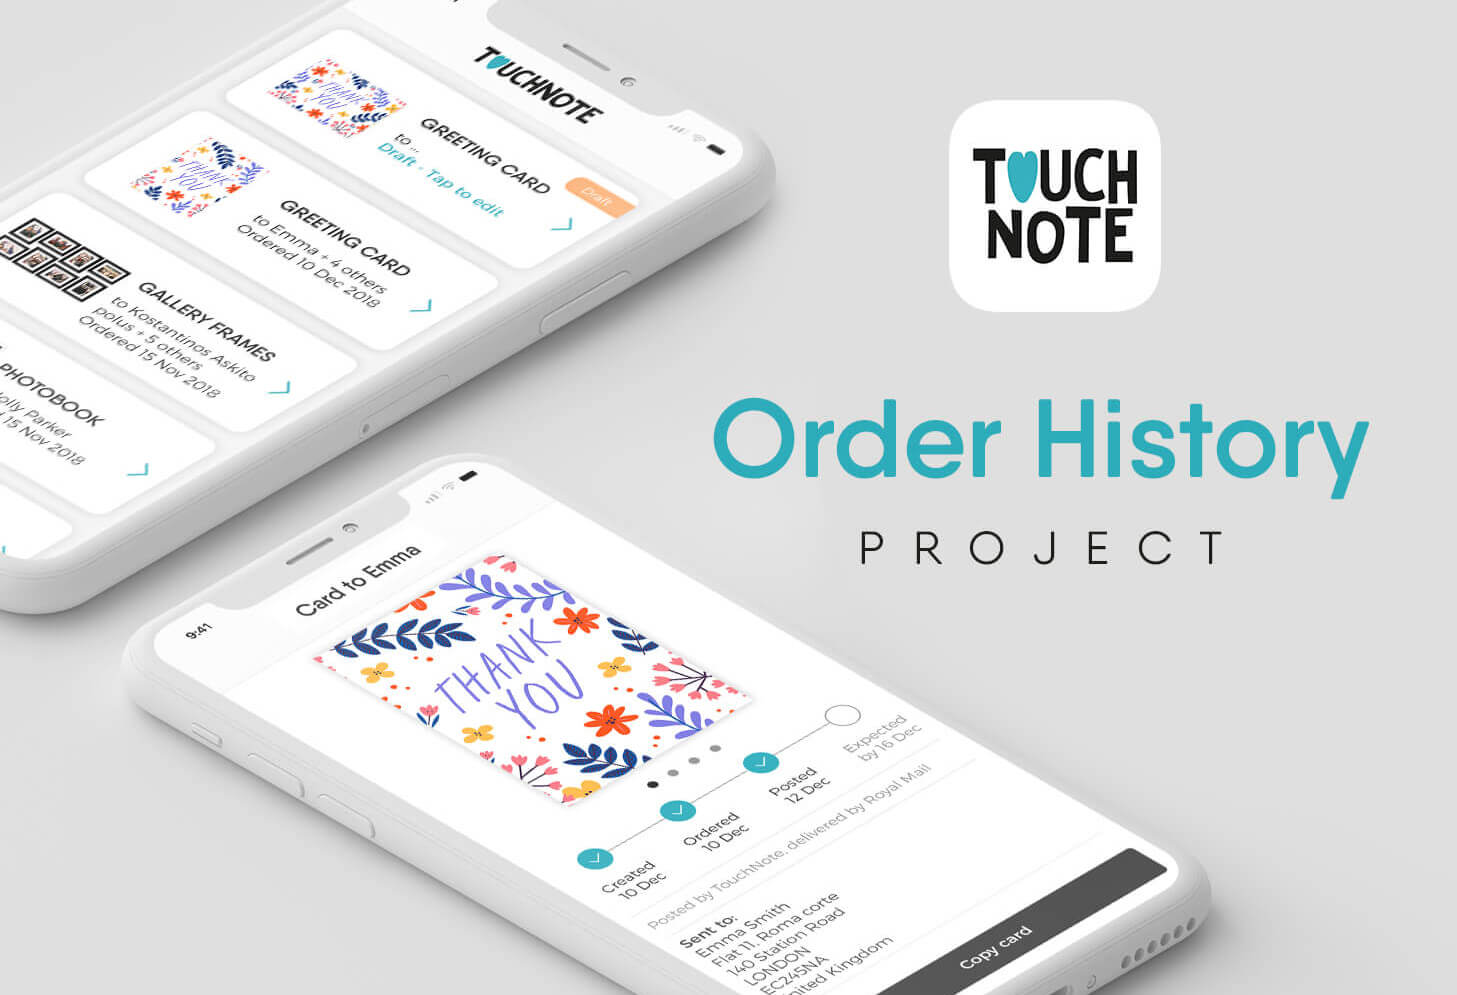 TOUCHNOTE
THANK
YOU
GREETING CARD
to ...
Draft - Tap to edit
Draft
THANK
YOU
GREETING CARD
to Emma + 4 others
Ordered 10 Dec 2018
GALLERY FRAMES
to Kostantinos Askito
polus + 5 others
Ordered 15 Nov 2018
PHOTOBOOK
Parker
15 Nov 2018
TOUCH
NOTE
Order History
PROJECT
9:41
Card to Emma
THANK
YOU
Created
10 Dec
Ordered
10 Dec
Posted
12 Dec
Expected
by 16 Dec
Posted by TouchNote, delivered by Royal Mail
Sent to:
Emma Smith
Flat 11, Roma corte
140 Station Road
LONDON
EC245NA
Kingdom
Copy card